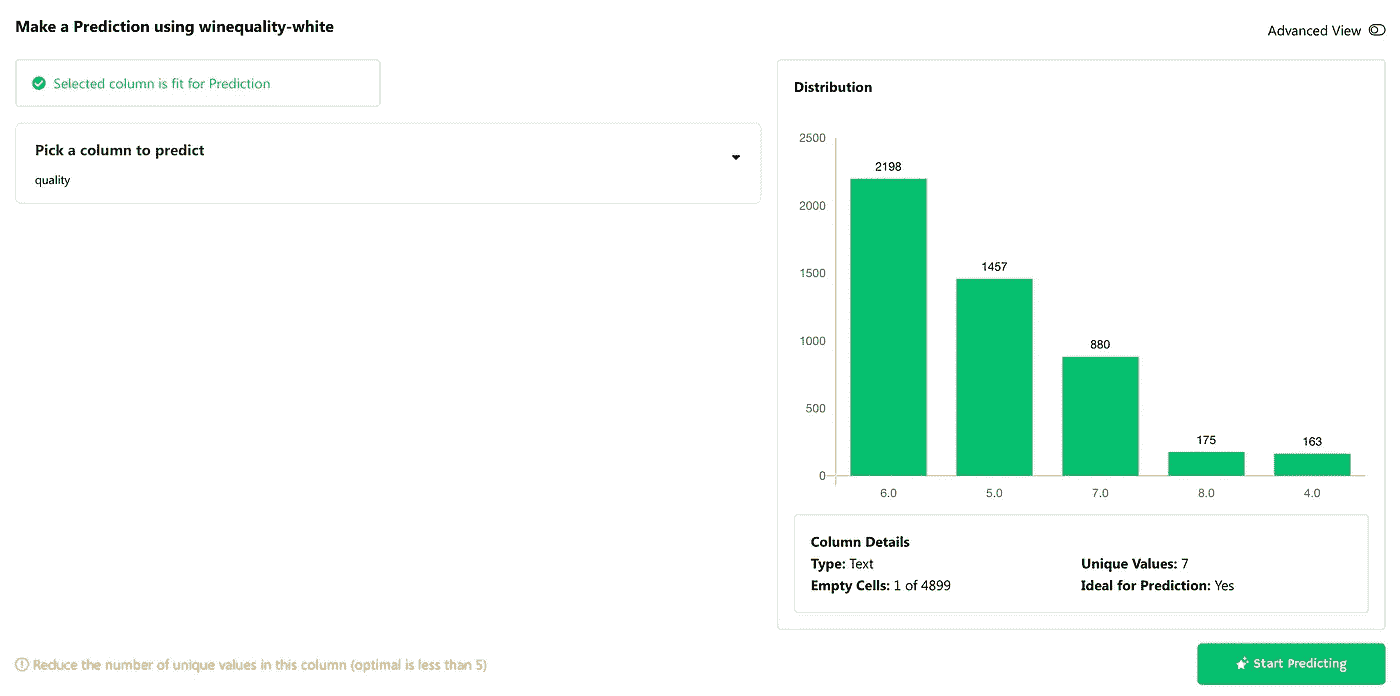 Make a Prediction using winequality-white
Advanced View
Selected column is fit for Prediction
Pick a column to predict
quality
Distribution
2500
2000
1500
1000
500
0
2198
1457
880
175
163
6.0 5.0 7.0 8.0 4.0
Column Details
Type: Text Unique Values: 7
Empty Cells: 1 of 4899 Ideal for Prediction: Yes
Reduce the number of unique values in this column (optimal is less than 5)
Start Predicting